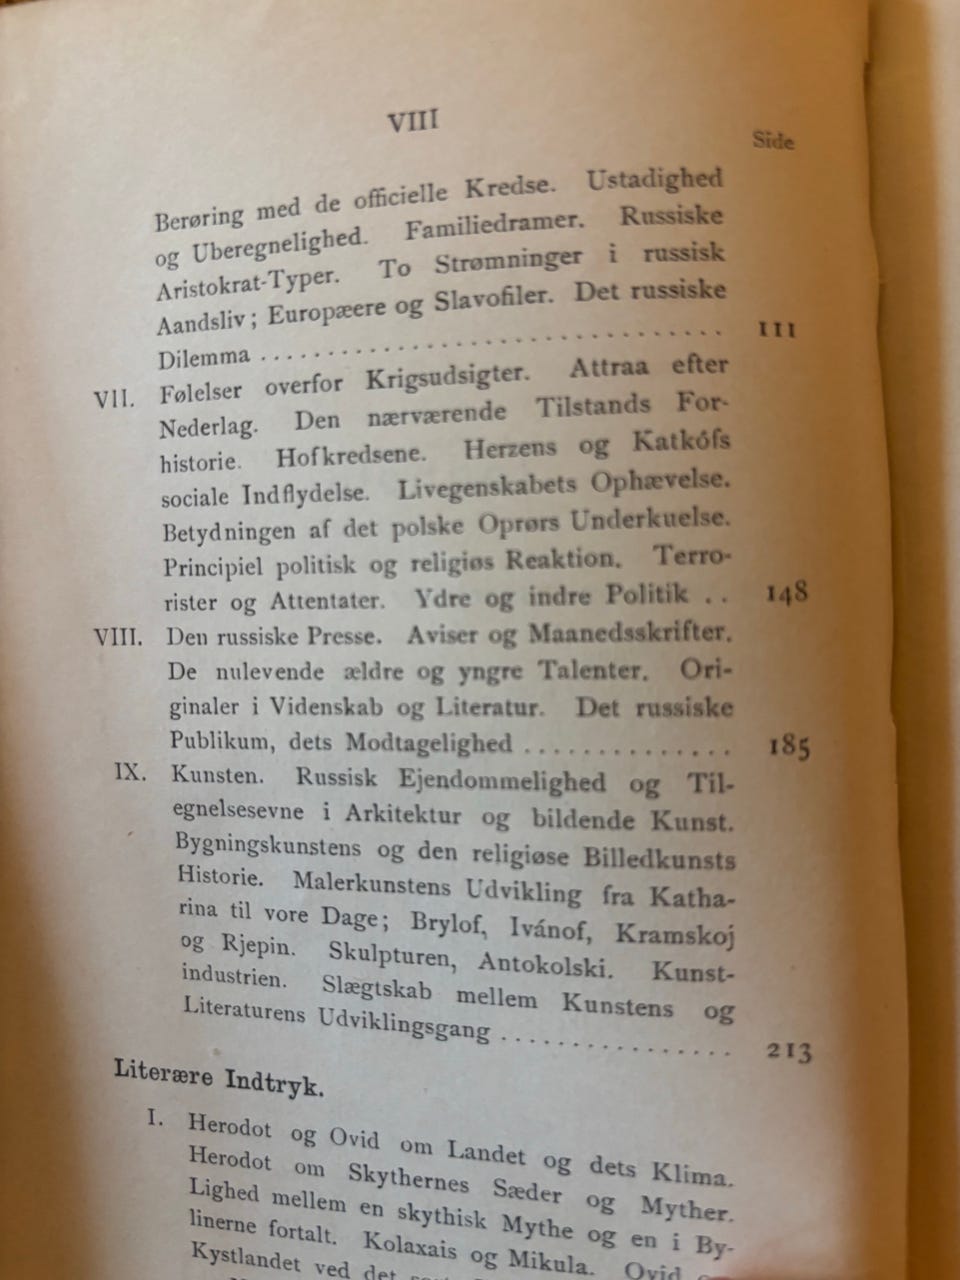 VIII
Side
Berøring med de officielle Kredse. Ustadighed
og Uberegnelighed. Familiedramer. Russiske
Aristokrat-Typer. To Strømninger i russisk
Aandsliv; Europæere og Slavofiler. Det russiske
Dilemma .................................. 111
VII. Følelser overfor Krigsudsigter. Attraa efter
Nederlag. Den nærværende Tilstands For-
historie. Hofkredsene. Herzens og Katkófs
sociale Indflydelse. Livegenskabets Ophævelse.
Betydningen af det polske Oprørs Underkuelse.
Principiel politisk og religiøs Reaktion. Terro-
rister og Attentater. Ydre og indre Politik .. 148
VIII. Den russiske Presse. Aviser og Maanedsskrifter.
De nulevende ældre og yngre Talenter. Ori-
ginaler i Videnskab og Literatur. Det russiske
Publikum, dets Modtagelighed .............. 185
IX. Kunsten. Russisk Ejendommelighed og Til-
egnelsesevne i Arkitektur og bildende Kunst.
Bygningskunstens og den religiøse Billedkunsts
Historie. Malerkunstens Udvikling fra Katha-
rina til vore Dage; Brylof, Ivánof, Kramskoj
og Rjepin. Skulpturen, Antokolski. Kunst-
industrien. Slægtskab mellem Kunstens og
Literaturens Udviklingsgang ................ 213
Literære Indtryk.
I. Herodot og Ovid om Landet og dets Klima.
Herodot om Skythernes Sæder og Myther.
Lighed mellem en skythisk Mythe og en i By-
linerne fortalt. Kolaxais og Mikula. Ovid
Kystlandet ved det